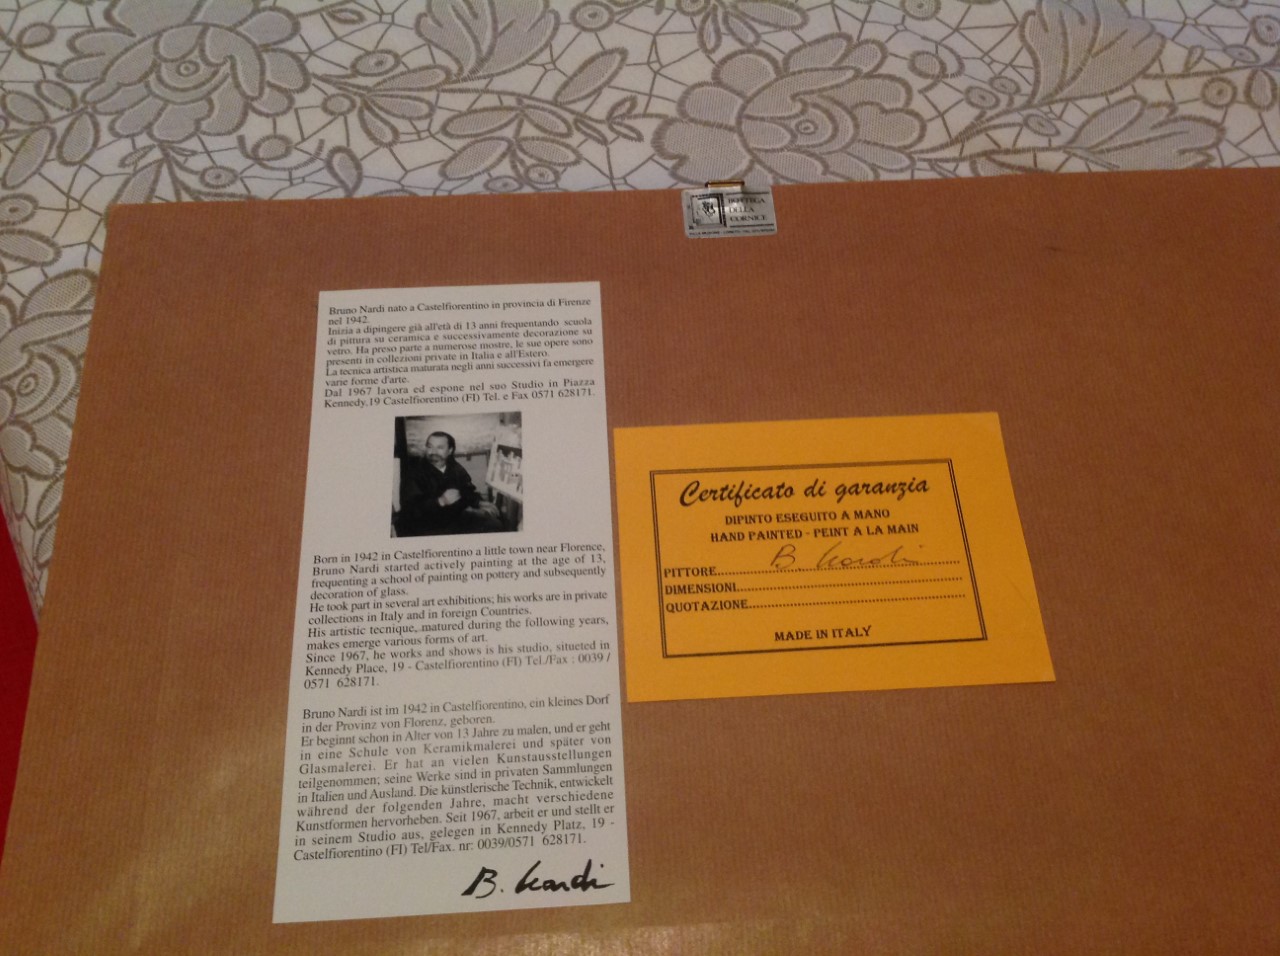 BOTTEGA
DELLA
CORNICE
Bruno Nardi nato a Castelfiorentino in provincia di Firenze
nel 1942.
Inizia a dipingere già all'età di 13 anni frequentando scuola
di pittura su ceramica e successivamente decorazione su
vetro. Ha preso parte a numerose mostre, le sue opere sono
presenti in collezioni private in Italia e all'Estero.
La tecnica artistica maturata negli anni successivi fa emergere
varie forme d'arte.
Dal 1967 lavora ed espone nel suo Studio in Piazza
Kennedy,19 Castelfiorentino (FI) Tel. e Fax 0571 628171.
Born in 1942 in Castelfiorentino a little town near Florence,
Bruno Nardi started actively painting at the age of 13,
frequenting a school of painting on pottery and subsequently
decoration of glass.
He took part in several art exhibitions; his works are in private
collections in Italy and in foreign Countries.
His artistic tecnique, matured during the following years,
makes emerge various forms of art.
Since 1967, he works and shows is his studio, situeted in
Kennedy Place, 19 - Castelfiorentino (FI) Tel./Fax : 0039 /
0571 628171.
Bruno Nardi ist im 1942 in Castelfiorentino, ein kleines Dorf
in der Provinz von Florenz, geboren.
Er beginnt schon in Alter von 13 Jahre zu malen, und er geht
in eine Schule von Keramikmalerei und später von
Glasmalerei. Er hat an vielen Kunstausstellungen
teilgenommen; seine Werke sind in privaten Sammlungen
in Italien und Ausland. Die künstlerische Technik, entwickelt
während der folgenden Jahre, macht verschiedene
Kunstformen hervorheben. Seit 1967, arbeit er und stellt er
in seinem Studio aus, gelegen in Kennedy Platz, 19 -
Castelfiorentino (FI) Tel/Fax. nr: 0039/0571 628171.
B. Nardi
Certificato di garanzia
DIPINTO ESEGUITO A MANO
HAND PAINTED - PEINT A LA MAIN
PITTORE B. Nardi
DIMENSIONI
QUOTAZIONE
MADE IN ITALY